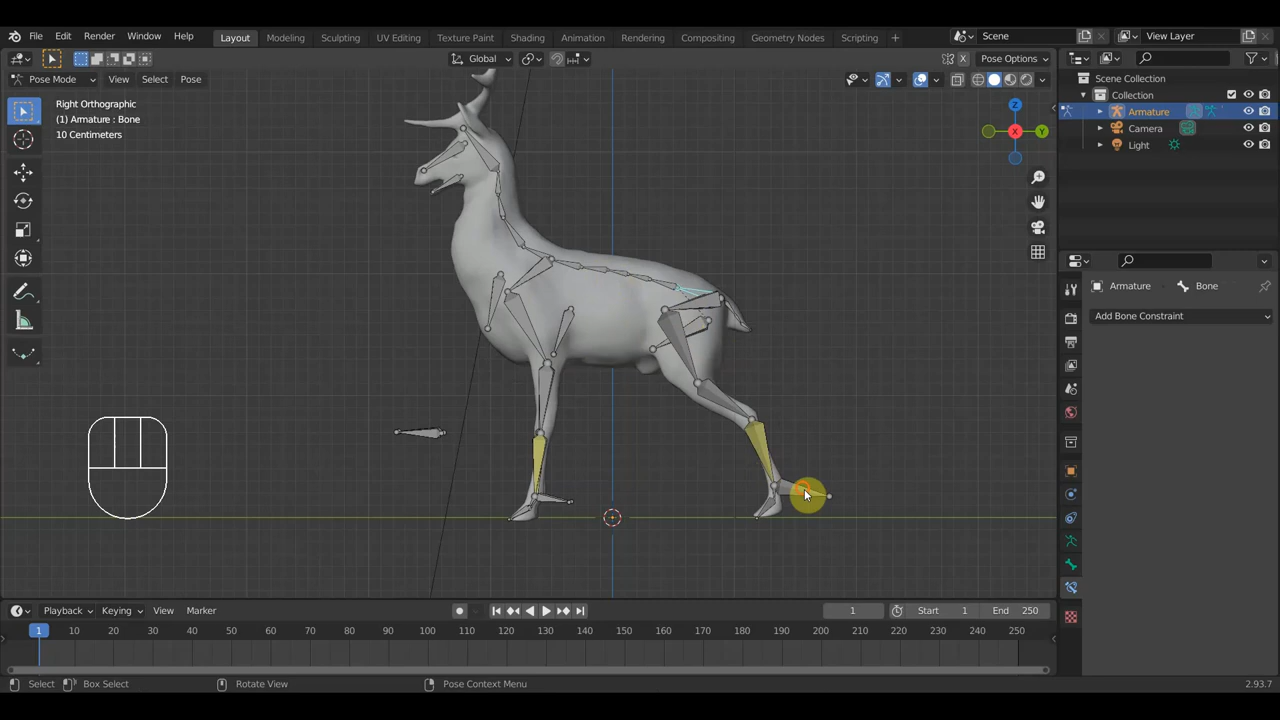 File Edit Render Window Help Layout Modeling Sculpting UV Editing Texture Paint Shading Animation Rendering Compositing Geometry Nodes Scripting + Scene View Layer
Global X Pose Options
Pose Mode View Select Pose
Right Orthographic
(1) Armature : Bone
10 Centimeters
Z
X
Y
Scene Collection
Collection
Armature
Camera
Light
Armature Bone
Add Bone Constraint
Playback Keying View Marker 1 Start 1 End 250
1 10 20 30 40 50 60 70 80 90 100 110 120 130 140 150 160 170 180 190 200 210 220 230 240 250
Select Box Select Rotate View Pose Context Menu 2.93.7